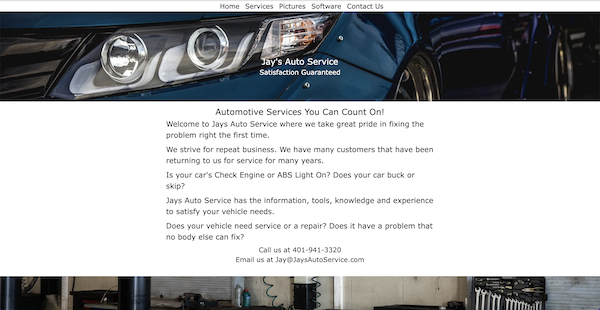 Home Services Pictures Software Contact Us
Jay's Auto Service
Satisfaction Guaranteed
Automotive Services You Can Count On!
Welcome to Jays Auto Service where we take great pride in fixing the
problem right the first time.
We strive for repeat business. We have many customers that have been
returning to us for service for many years.
Is your car's Check Engine or ABS Light On? Does your car buck or
skip?
Jays Auto Service has the information, tools, knowledge and experience
to satisfy your vehicle needs.
Does your vehicle need service or a repair? Does it have a problem that
no body else can fix?
Call us at 401-941-3320
Email us at Jay@JaysAutoService.com